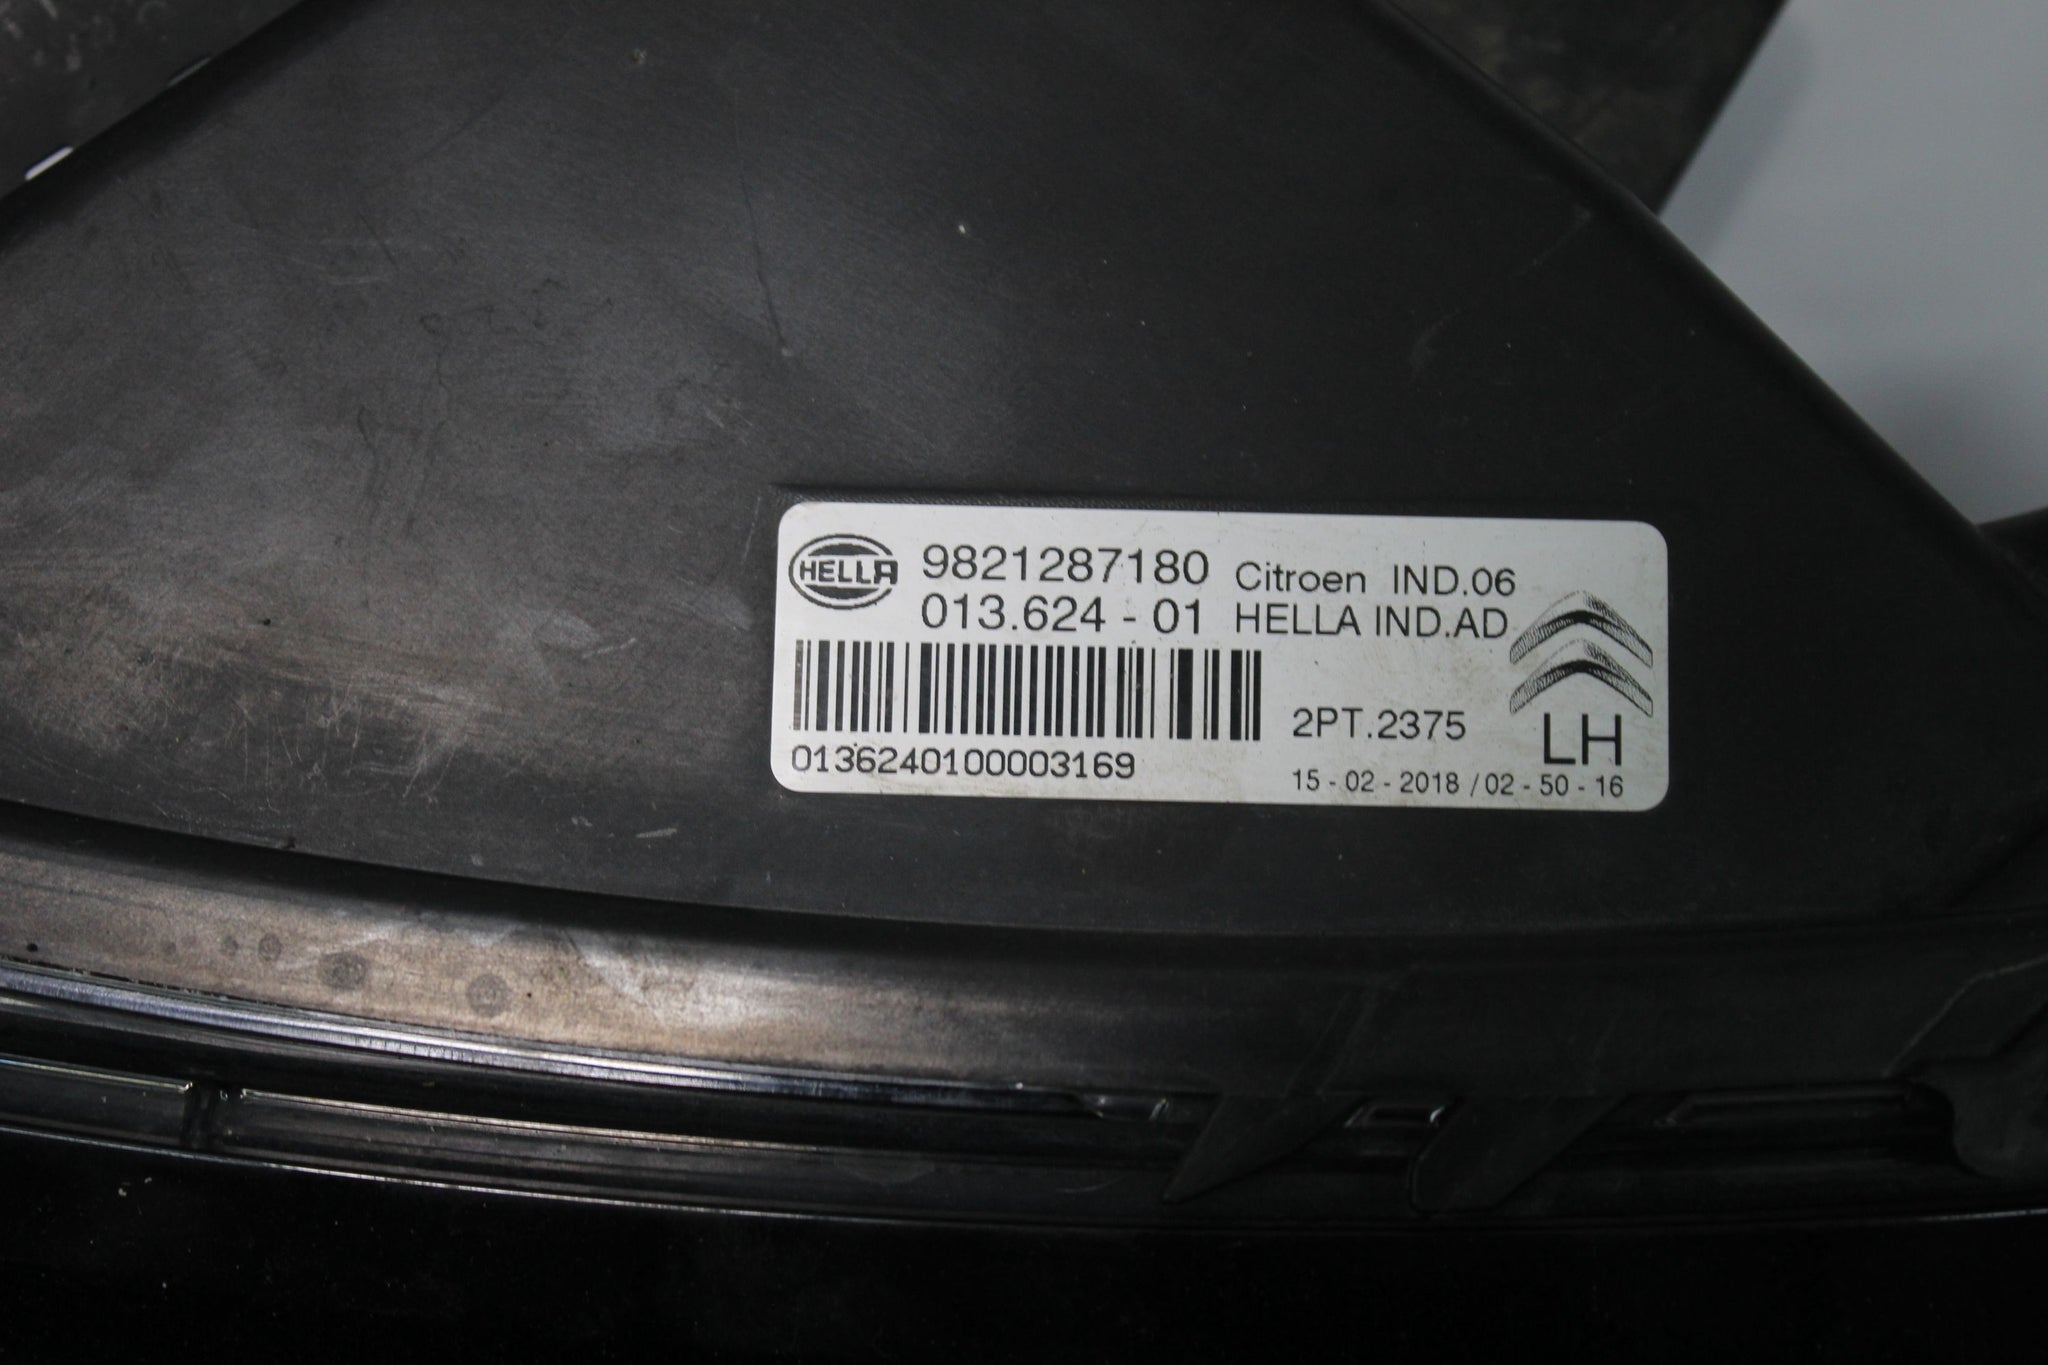 HELLA 9821287180 Citroen IND.06
013.624 - 01 HELLA IND.AD
2PT.2375
LH
0136240100003169
15 - 02 - 2018 / 02 - 50 - 16